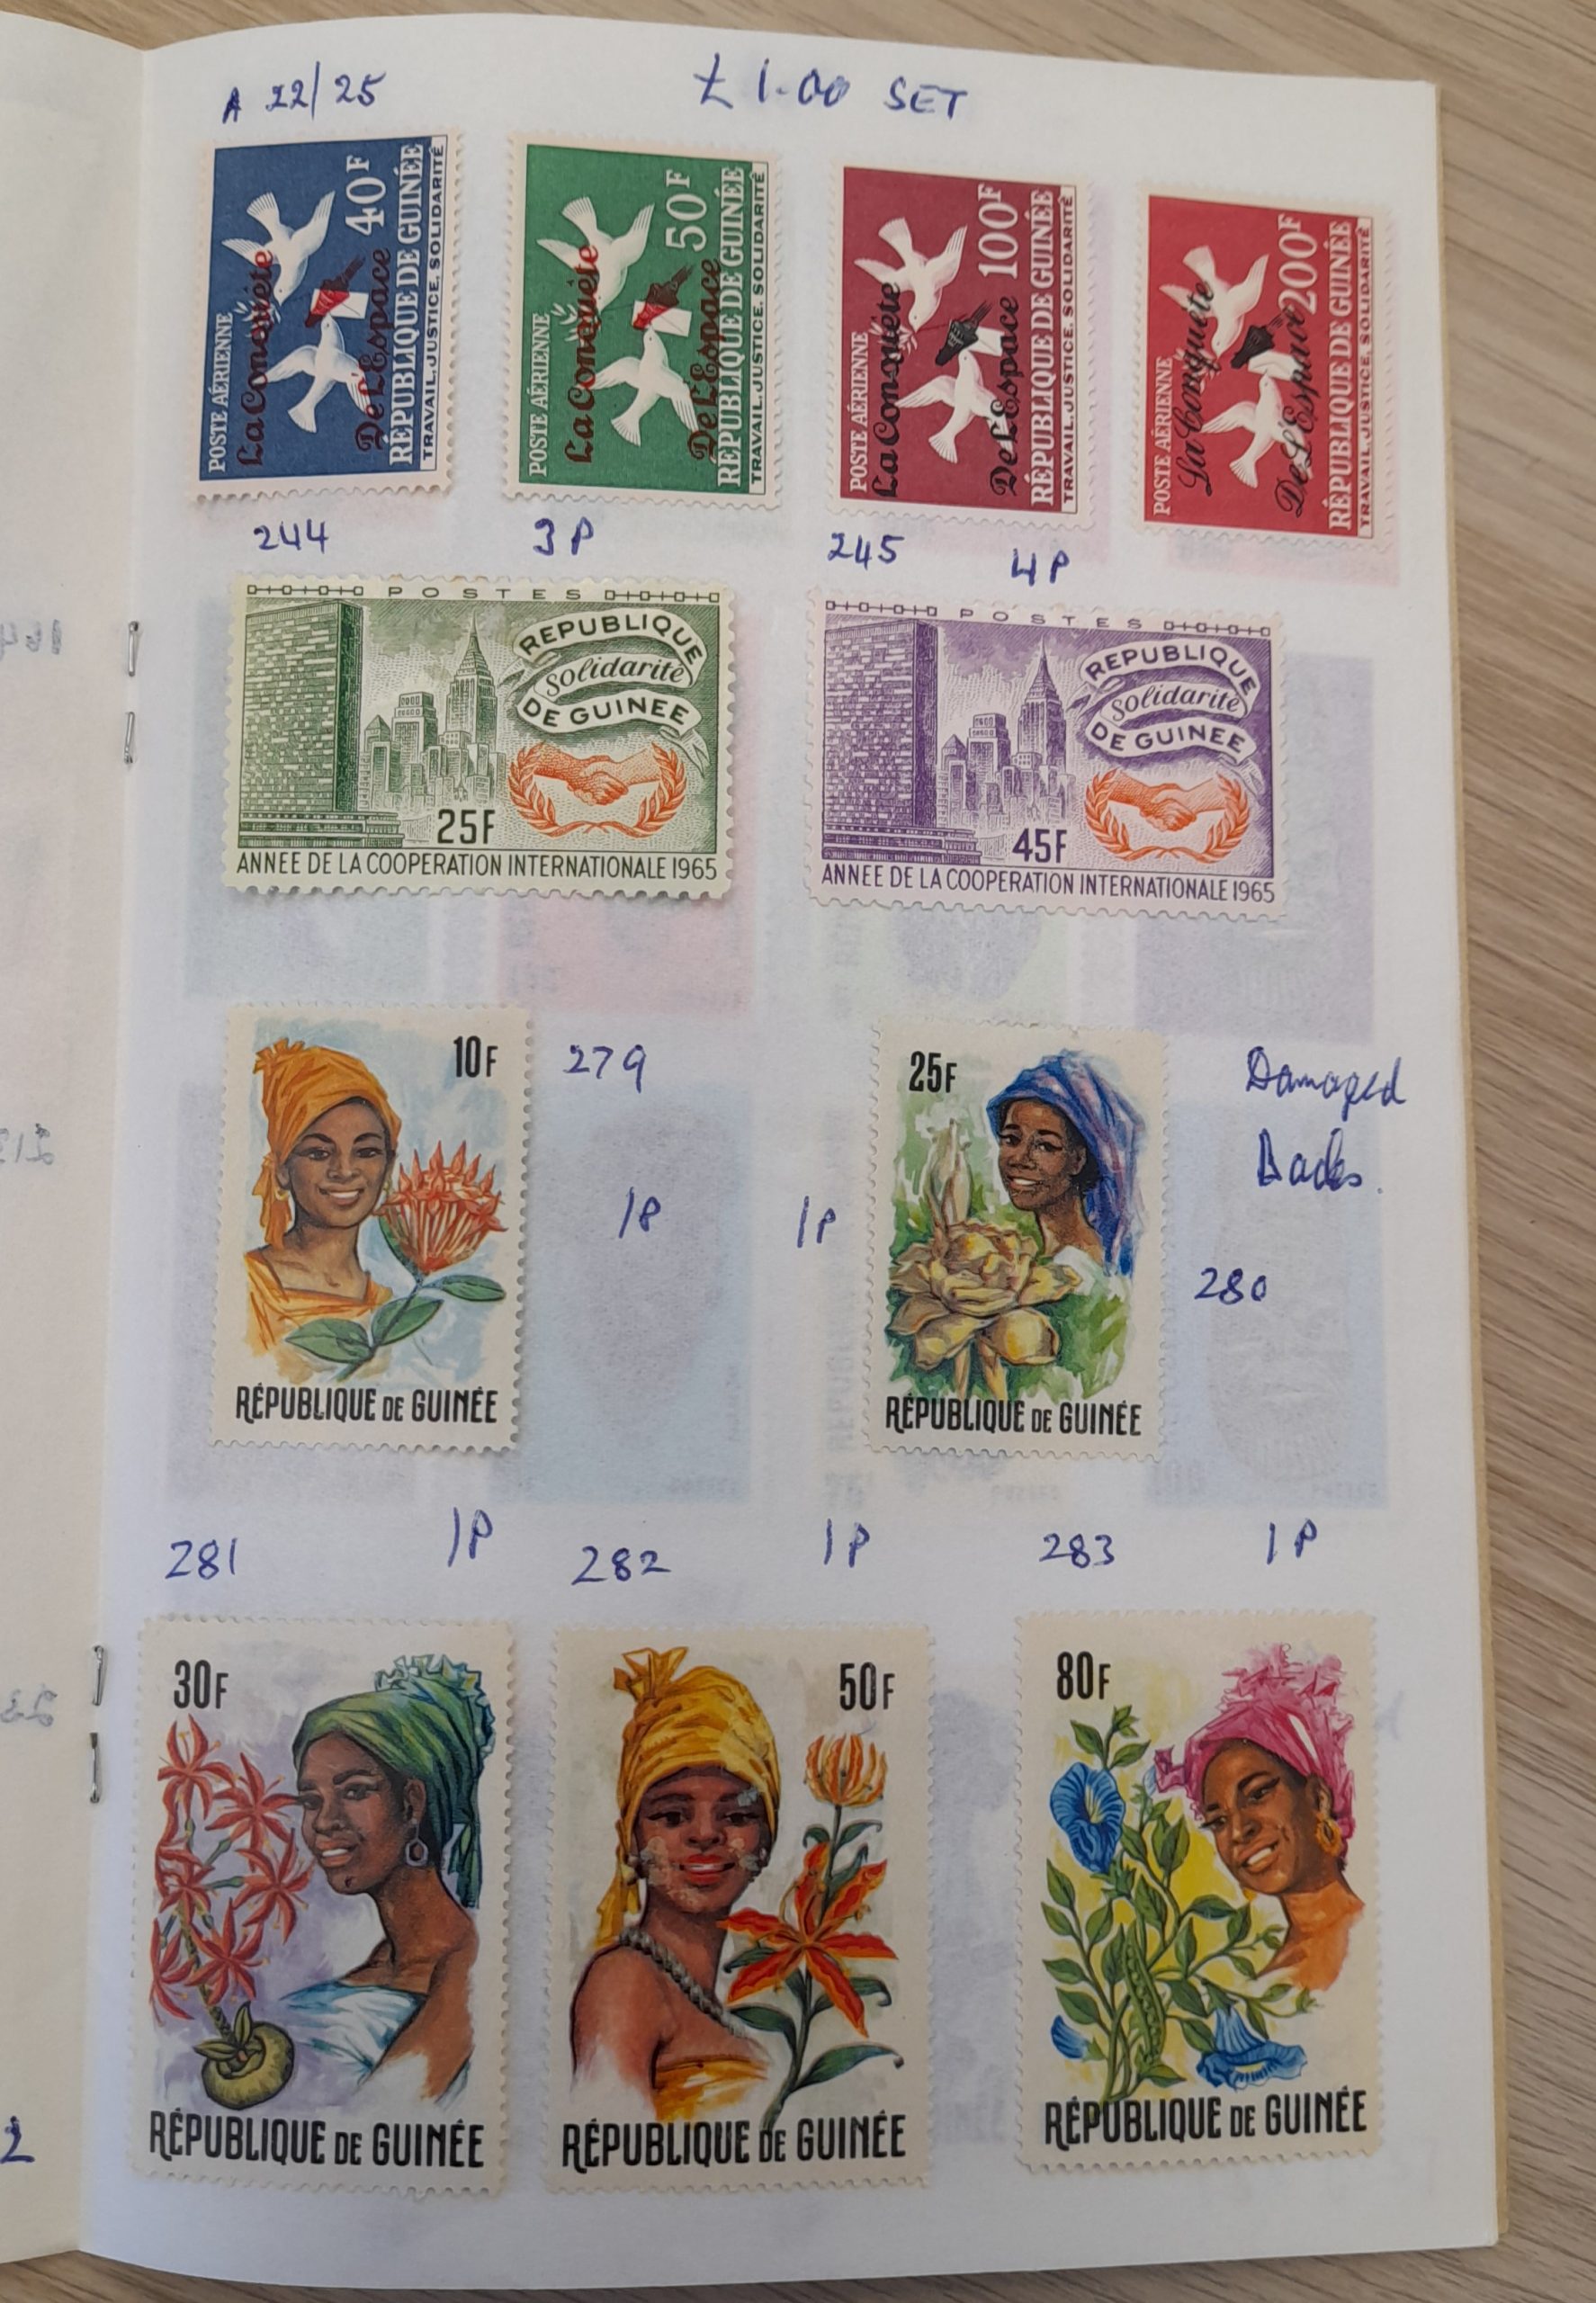 A 22/25 £1.00 SET
POSTE AÉRIENNE
La Conquête
De L'Espace
40F
RÉPUBLIQUE DE GUINÉE
TRAVAIL. JUSTICE. SOLIDARITÉ
POSTE AÉRIENNE
La Conquête
De L'Espace
50F
RÉPUBLIQUE DE GUINÉE
TRAVAIL. JUSTICE. SOLIDARITÉ
POSTE AÉRIENNE
La Conquête
De L'Espace
100F
RÉPUBLIQUE DE GUINÉE
TRAVAIL. JUSTICE. SOLIDARITÉ
POSTE AÉRIENNE
La Conquête
De L'Espace
200F
RÉPUBLIQUE DE GUINÉE
TRAVAIL. JUSTICE. SOLIDARITÉ
244 3P 245 4P
POSTES
REPUBLIQUE
Solidarité
DE GUINEE
25F
ANNEE DE LA COOPERATION INTERNATIONALE 1965
POSTES
REPUBLIQUE
Solidarité
DE GUINEE
45F
ANNEE DE LA COOPERATION INTERNATIONALE 1965
10F
RÉPUBLIQUE DE GUINÉE
279
1P
1P
25F
RÉPUBLIQUE DE GUINÉE
Damaged
Backs.
280
281 1P 282 1P 283 1P
30F
RÉPUBLIQUE DE GUINÉE
50F
RÉPUBLIQUE DE GUINÉE
80F
RÉPUBLIQUE DE GUINÉE
2